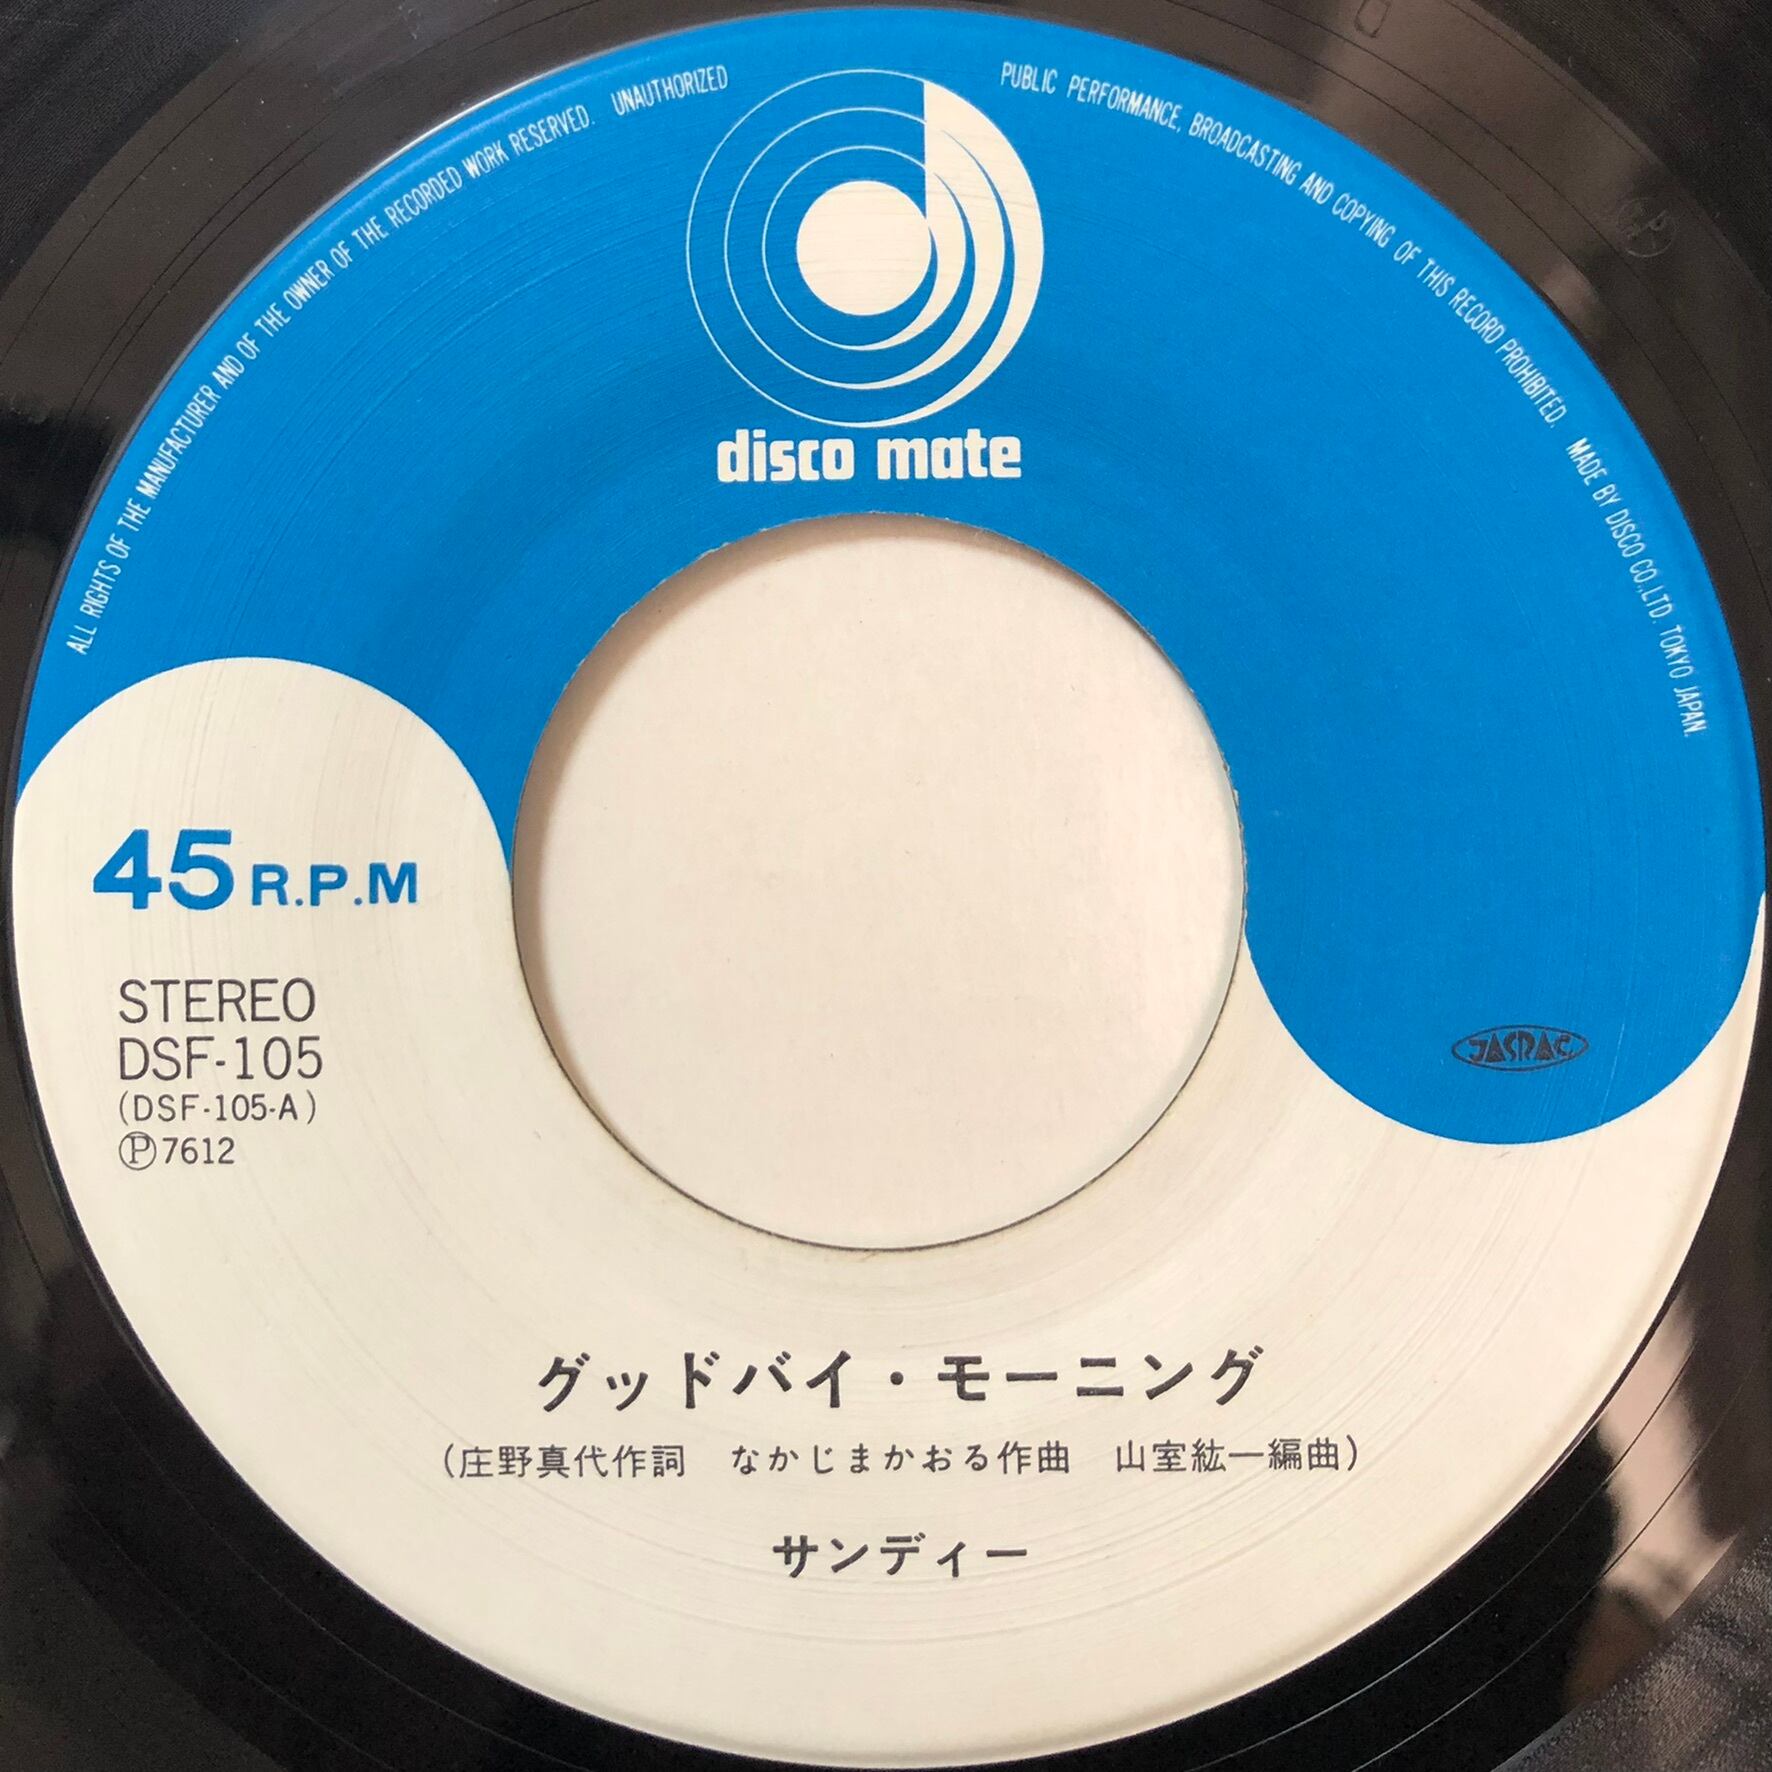 ALL RIGHTS OF THE MANUFACTURER AND OF THE OWNER OF THE RECORDED WORK RESERVED. UNAUTHORIZED PUBLIC PERFORMANCE, BROADCASTING AND COPYING OF THIS RECORD PROHIBITED. MADE BY DISCO CO.,LTD. TOKYO JAPAN.
disco mate
45 R.P.M
STEREO
DSF-105
(DSF-105-A)
Ⓟ7612
JASRAC
グッドバイ・モーニング
(庄野真代作詞 なかじまかおる作曲 山室紘一編曲)
サンディー